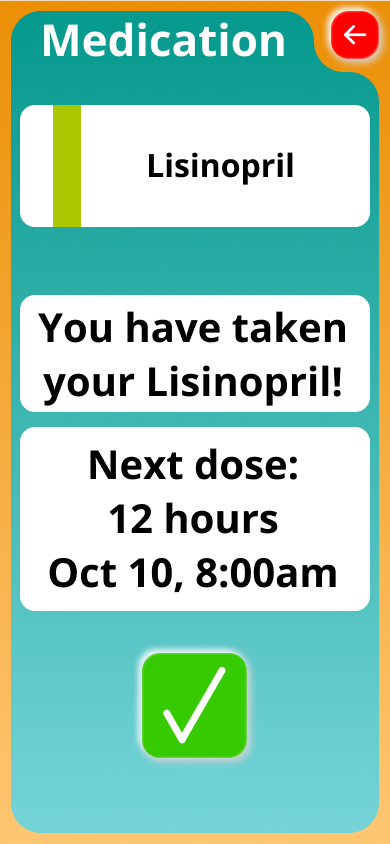 Medication
Lisinopril
You have taken
your Lisinopril!
Next dose:
12 hours
Oct 10, 8:00am